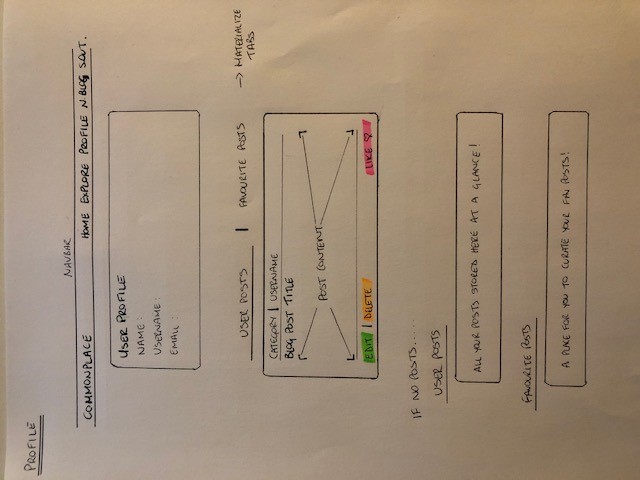 PROFILE
NAVBAR
COMMONPLACE HOME EXPLORE PROFILE N.BLOG S.OUT.
USER PROFILE
NAME:
USERNAME:
EMAIL:
USER POSTS | FAVOURITE POSTS → MATERIALIZE TABS
CATEGORY | USERNAME
BLOG POST TITLE
POST CONTENT
EDIT | DELETE LIKE ♡
IF NO POSTS....
USER POSTS
ALL YOUR POSTS STORED HERE AT A GLANCE!
FAVOURITE POSTS
A PLACE FOR YOU TO CURATE YOUR FAV POSTS!